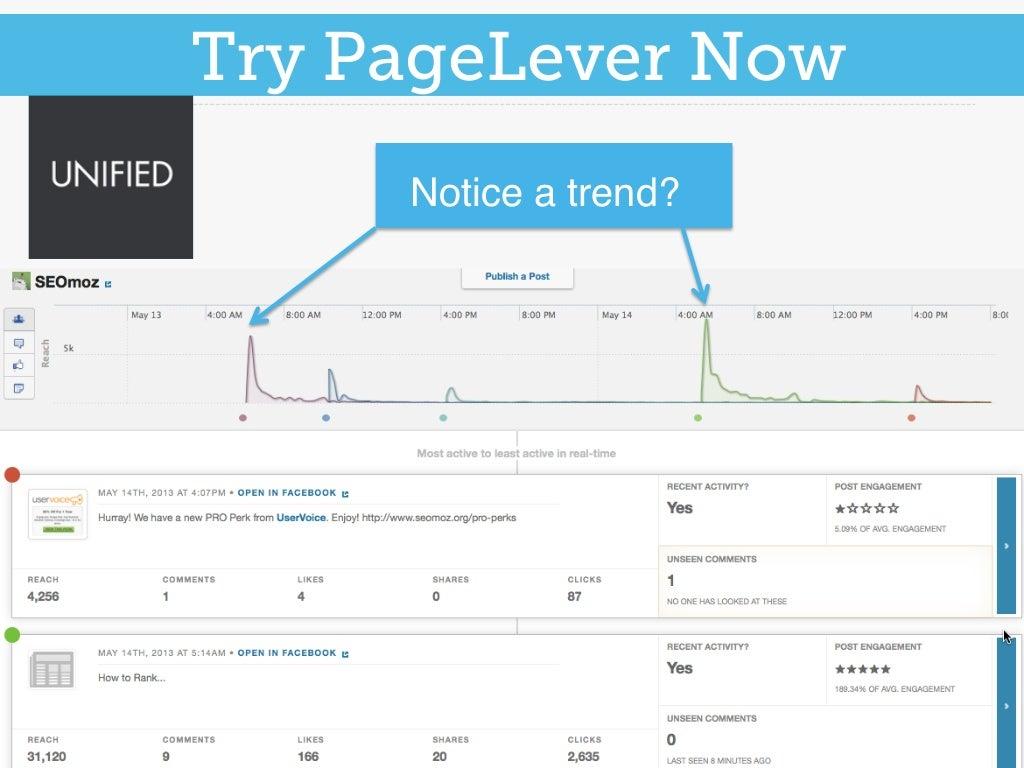 Try PageLever Now
UNIFIED
Notice a trend?
SEOmoz
Publish a Post
May 13 4:00 AM 8:00 AM 12:00 PM 4:00 PM 8:00 PM May 14 4:00 AM 8:00 AM 12:00 PM 4:00 PM 8:0
Reach
5k
Most active to least active in real-time
uservoice
MAY 14TH, 2013 AT 4:07PM • OPEN IN FACEBOOK
Hurray! We have a new PRO Perk from UserVoice. Enjoy! http://www.seomoz.org/pro-perks
REACH COMMENTS LIKES SHARES CLICKS
4,256 1 4 0 87
RECENT ACTIVITY? POST ENGAGEMENT
Yes
5.09% OF AVG. ENGAGEMENT
UNSEEN COMMENTS
1
NO ONE HAS LOOKED AT THESE
MAY 14TH, 2013 AT 5:14AM • OPEN IN FACEBOOK
How to Rank...
REACH COMMENTS LIKES SHARES CLICKS
31,120 9 166 20 2,635
RECENT ACTIVITY? POST ENGAGEMENT
Yes
189.34% OF AVG. ENGAGEMENT
UNSEEN COMMENTS
0
LAST SEEN 8 MINUTES AGO